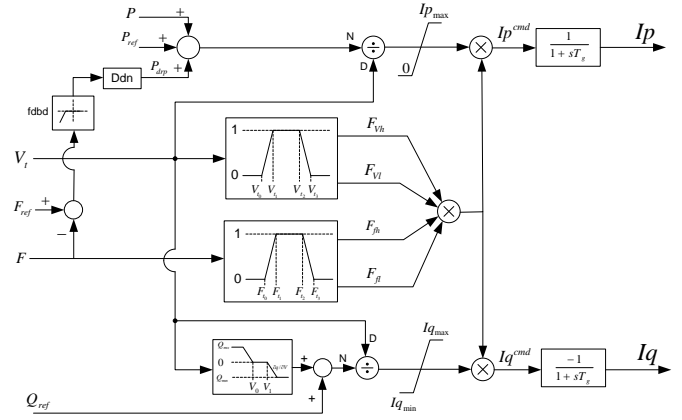 P
+
Ip_max
P_ref
+
N
÷
×
Ip^cmd
1
1 + sT_g
Ip
P_drp
+
D
0
Ddn
fdbd
V_t
1
0
V_t0 V_t1 V_t2 V_t3
F_Vh
F_Vl
×
F_ref
+
−
F_fh
F_fl
F
1
0
F_t0 F_t1 F_t2 F_t3
D
Iq_max
0
V_0 V_1
+
N
÷
×
Iq^cmd
−1
1 + sT_g
Iq
+
Iq_min
Q_ref